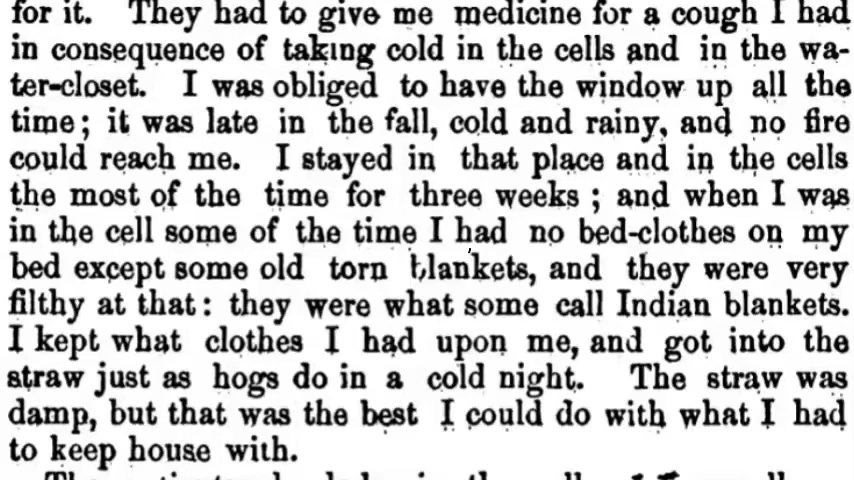 for it. They had to give me medicine for a cough I had
in consequence of taking cold in the cells and in the wa-
ter-closet. I was obliged to have the window up all the
time; it was late in the fall, cold and rainy, and no fire
could reach me. I stayed in that place and in the cells
the most of the time for three weeks; and when I was
in the cell some of the time I had no bed-clothes on my
bed except some old torn blankets, and they were very
filthy at that: they were what some call Indian blankets.
I kept what clothes I had upon me, and got into the
straw just as hogs do in a cold night. The straw was
damp, but that was the best I could do with what I had
to keep house with.